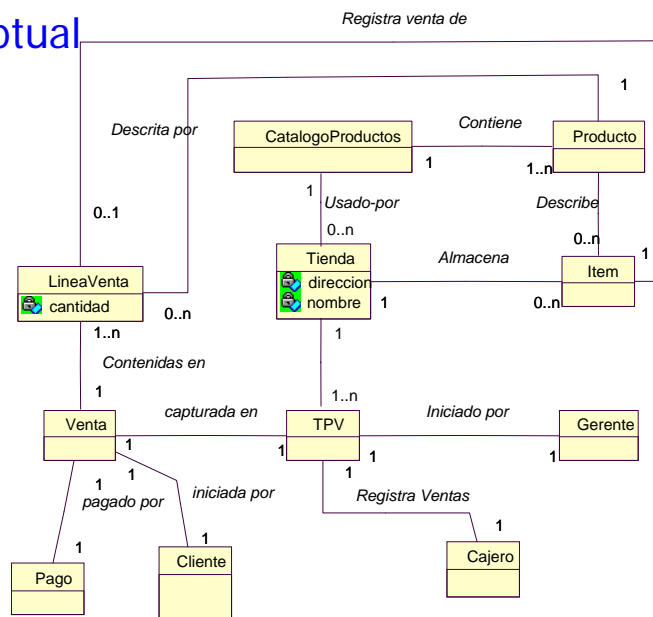 ptual
Registra venta de
1
Descrita por
CatalogoProductos
Contiene
Producto
1
1..n
1
Usado-por
Describe
0..1
0..n
0..n
Tienda
Almacena
1
LineaVenta
direccion
Item
cantidad
nombre
1
0..n
0..n
1..n
1
Contenidas en
1
1..n
capturada en
Iniciado por
Venta
TPV
Gerente
1
1
1
1
1
1
1
pagado por
iniciada por
Registra Ventas
1
1
1
Cliente
Cajero
Pago